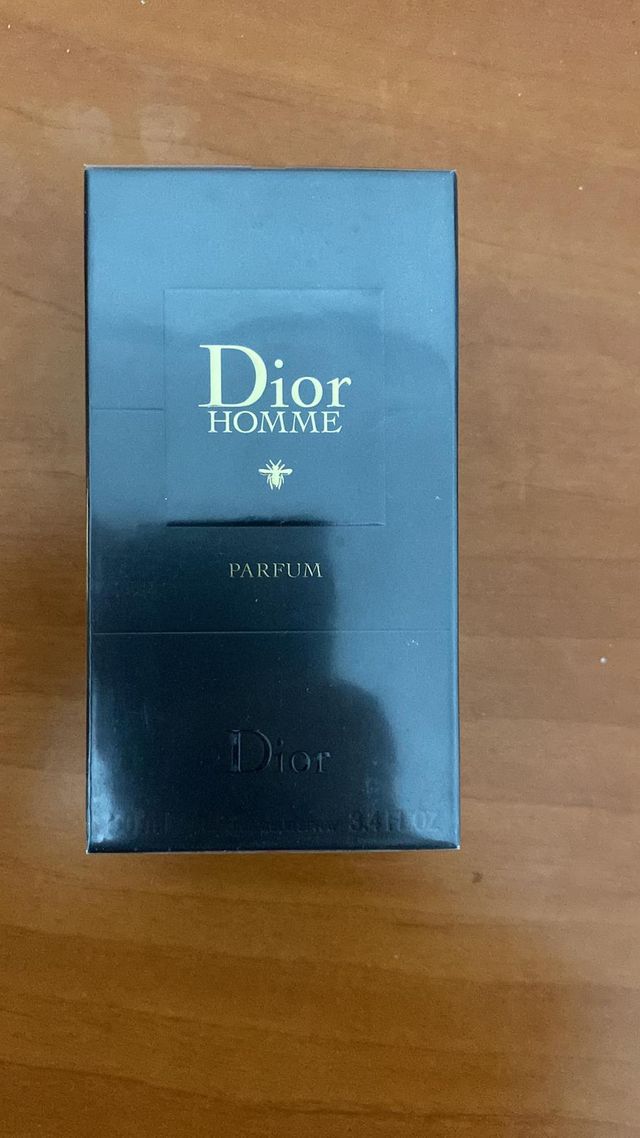 Dior
HOMME
PARFUM
Dior
3.4 FL OZ